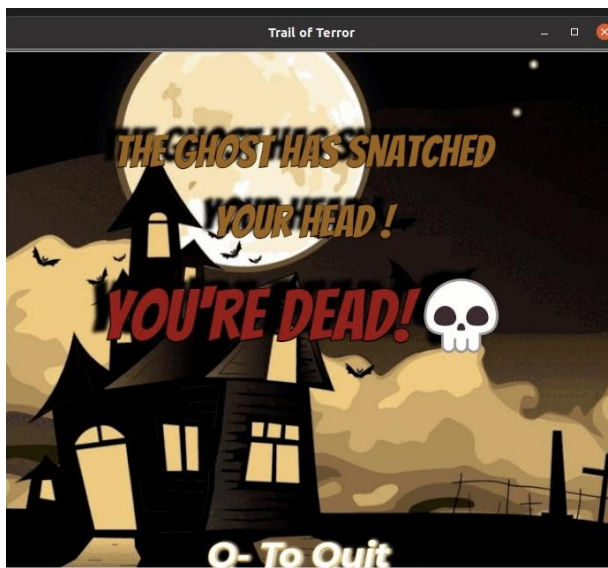 Trail of Terror
THE GHOST HAS SNATCHED
YOUR HEAD !
YOU'RE DEAD!
Q- To Quit